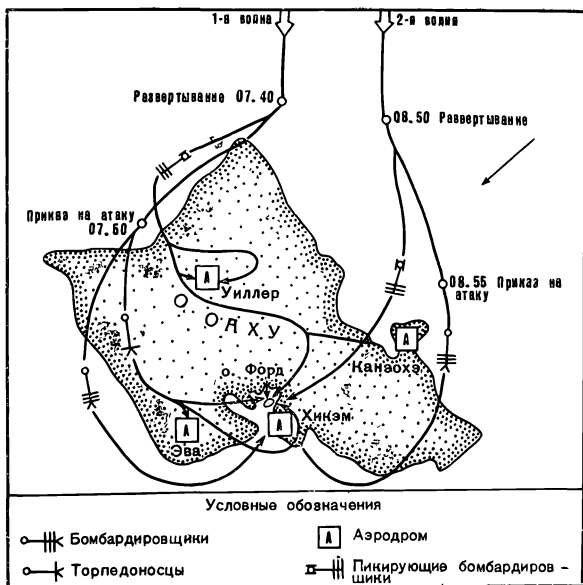 1-я волна
2-я волна
Развертывание 07.40
08.50 Развертывание
Приказ на атаку
07.50
А
Уиллер
08.55 Приказ на
атаку
ОАХУ
А
Канэохэ
Форд
Хикэм
А
А
Эва
Условные обозначения
Бомбардировщики
А Аэродром
Торпедоносцы
Пикирующие бомбардиров -
щики